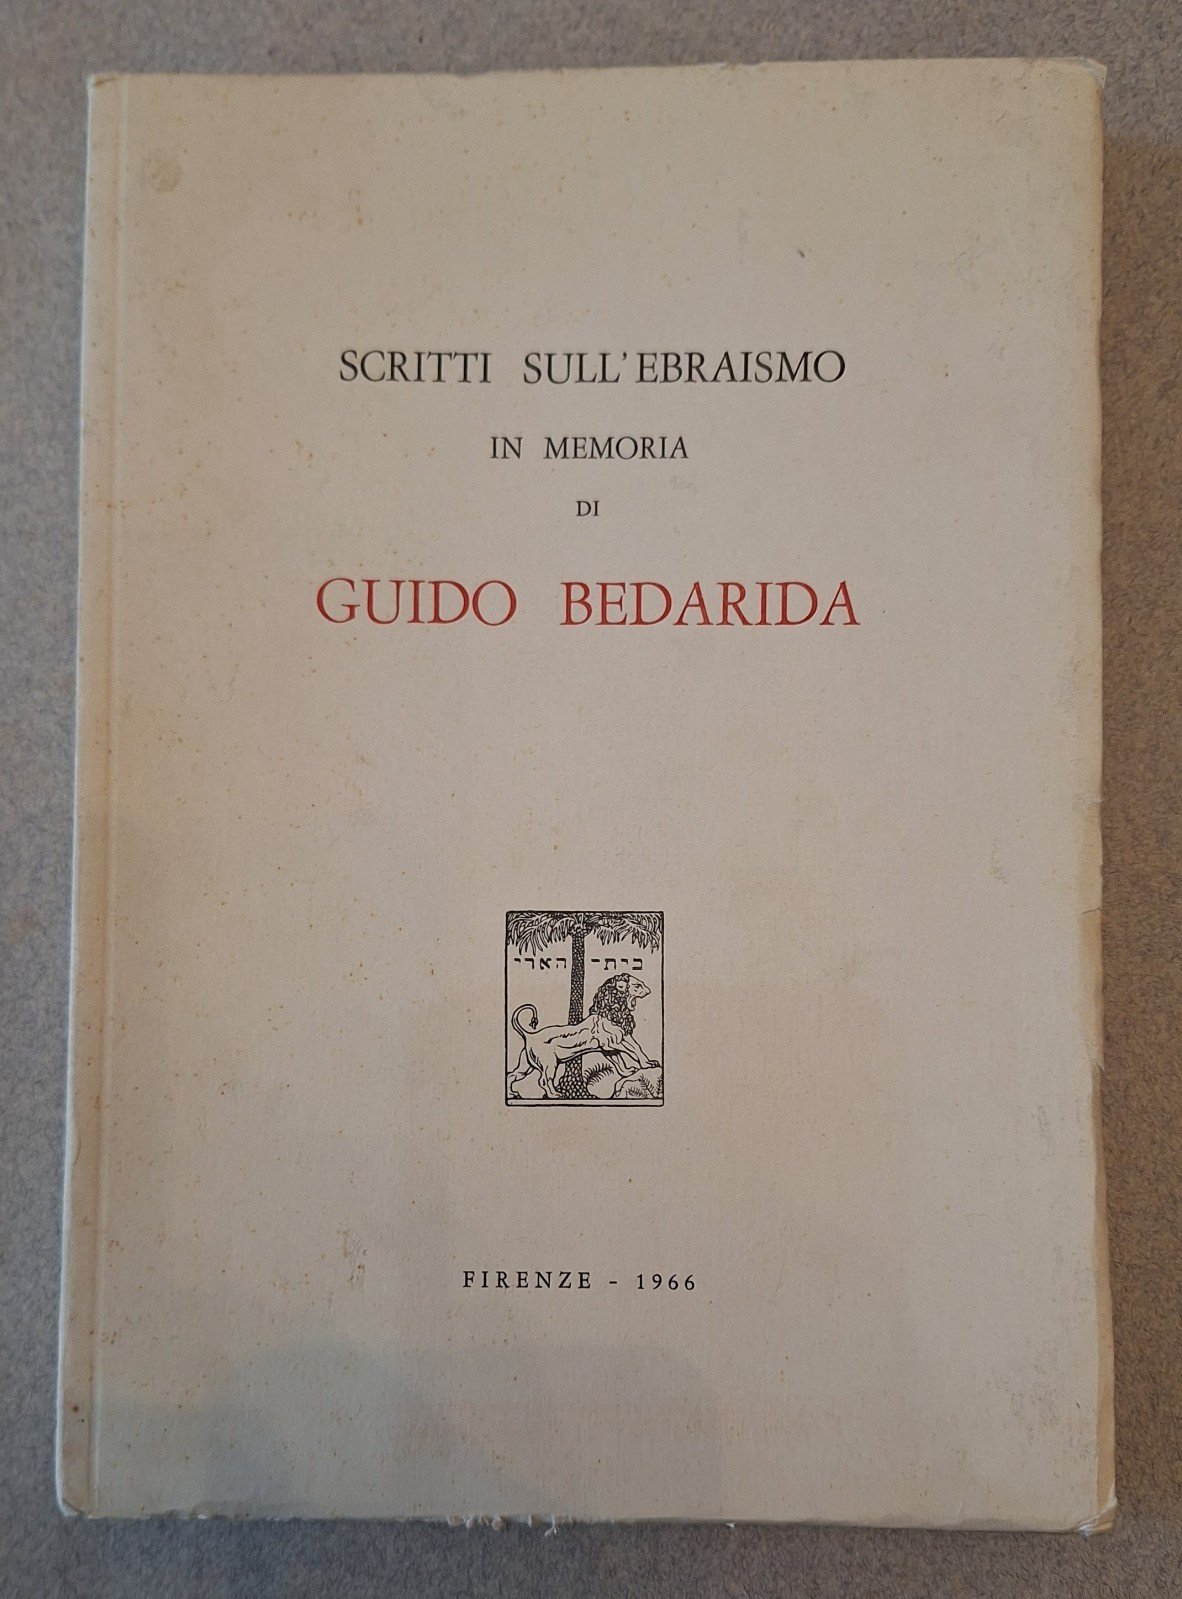 SCRITTI SULL'EBRAISMO
IN MEMORIA
DI
GUIDO BEDARIDA
בית־הארי
FIRENZE - 1966